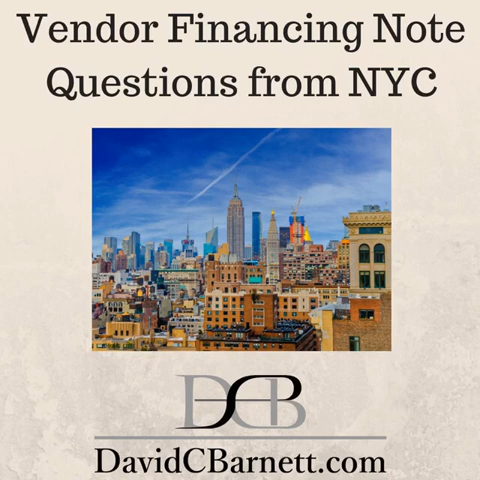 Vendor Financing Note
Questions from NYC
DCB
DavidCBarnett.com